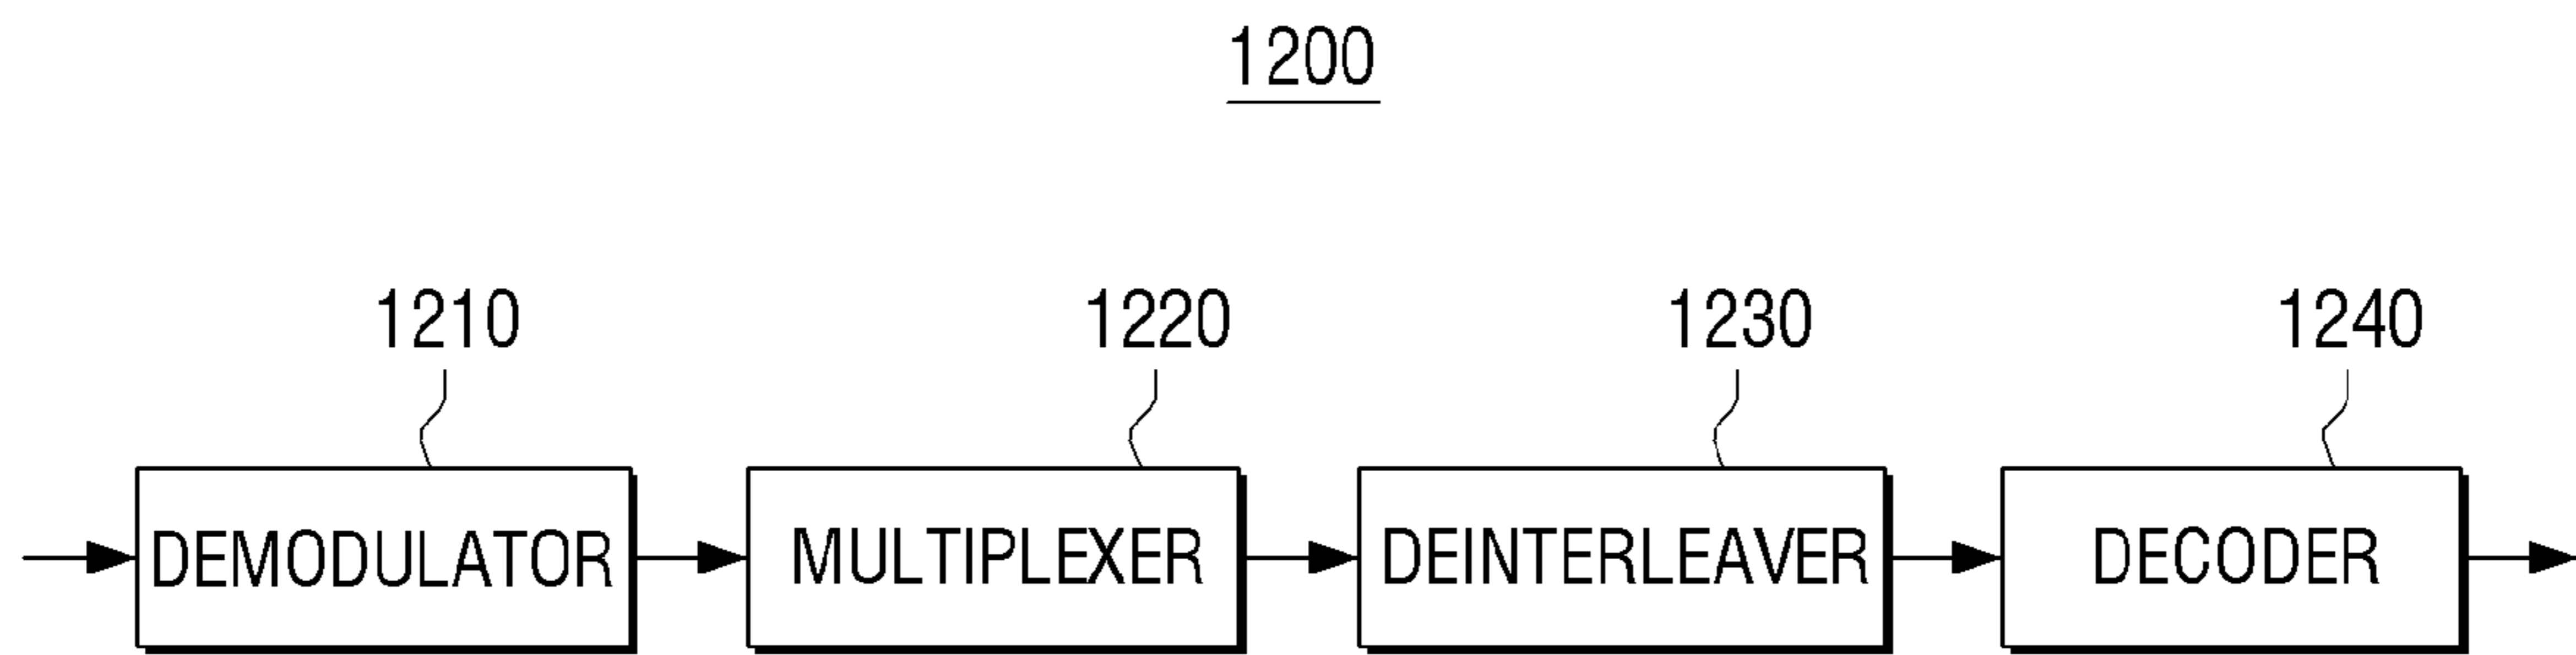 1200
1210 1220 1230 1240
DEMODULATOR MULTIPLEXER DEINTERLEAVER DECODER